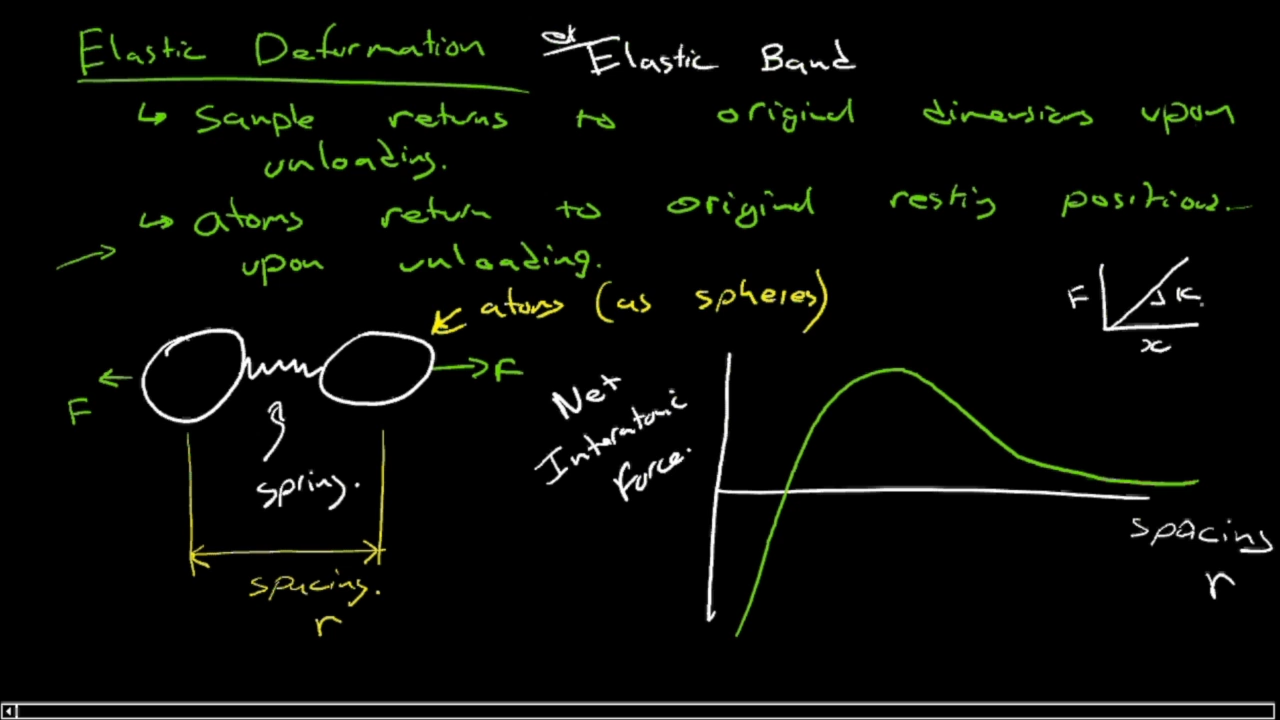 Elastic Deformation ex/ Elastic Band
↳ Sample returns to original dimensions upon
unloading.
↳ atoms return to original resting positions
upon unloading.
atoms (as spheres)
F
F
spring.
spacing.
r
Net
Interatomic
Force.
spacing
r
F
K.
x